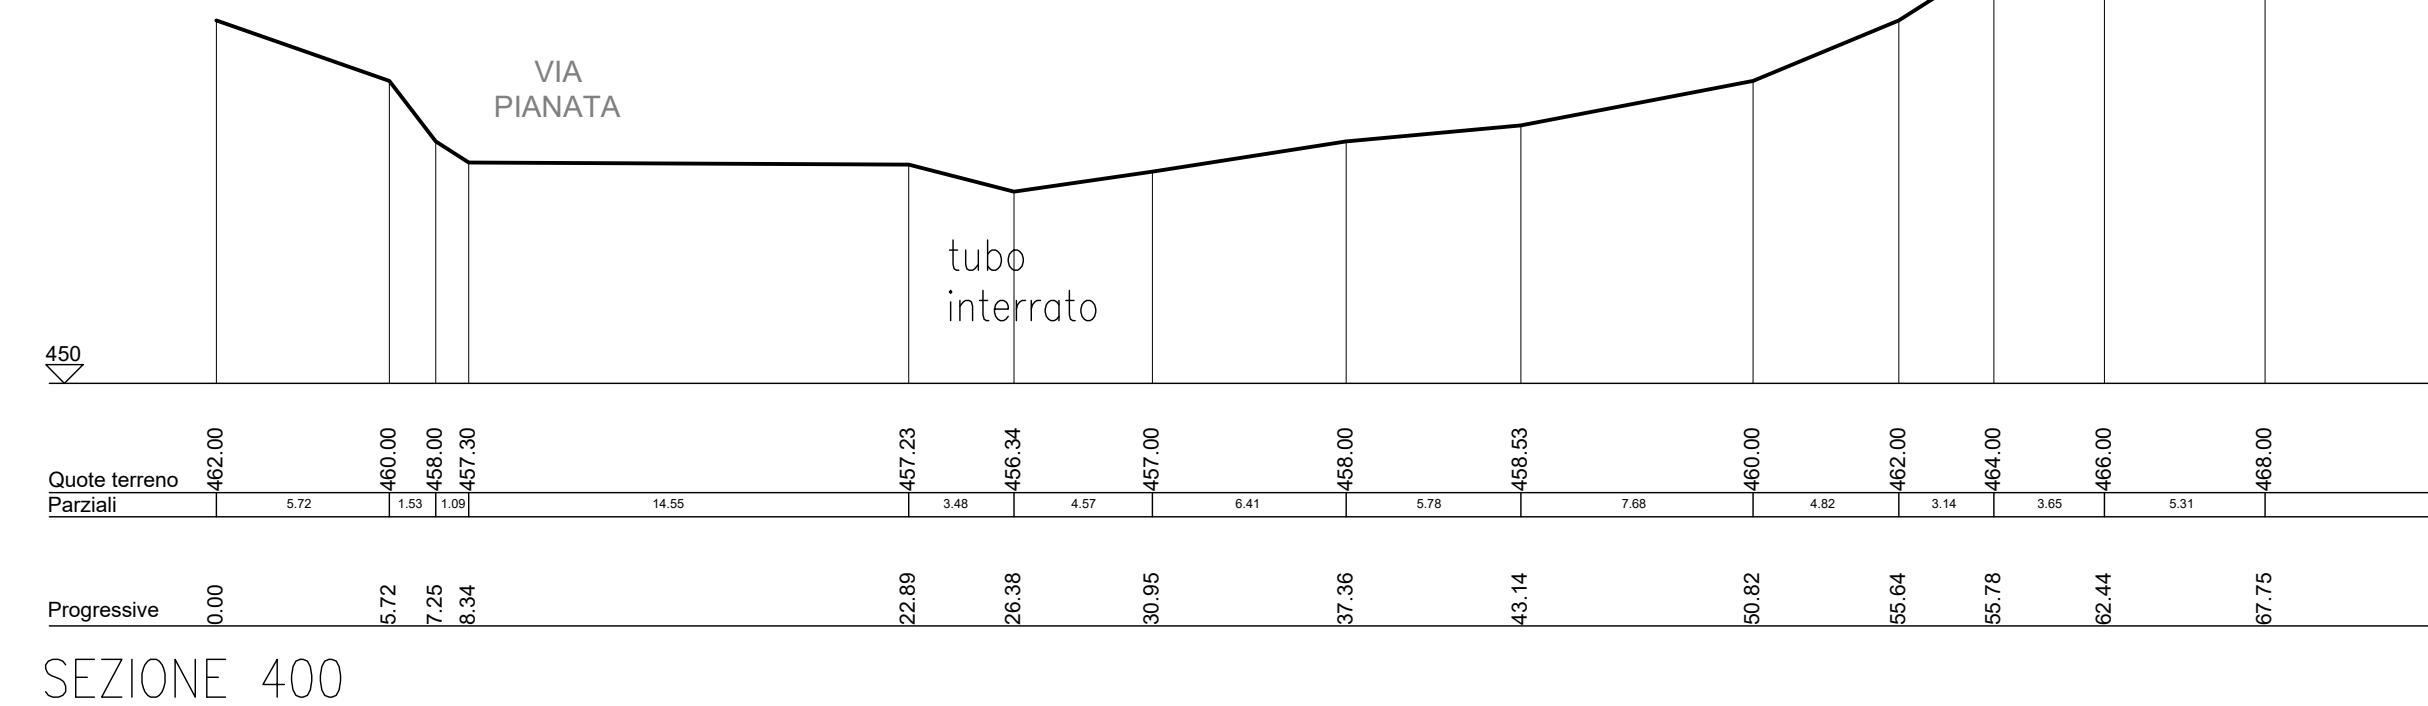 VIA
PIANATA
tubo
interrato
450
Quote terreno 462.00 460.00 458.00 457.30 457.23 456.34 457.00 458.00 458.53 460.00 462.00 464.00 466.00 468.00
Parziali 5.72 1.53 1.09 14.55 3.48 4.57 6.41 5.78 7.68 4.82 3.14 3.65 5.31
Progressive 0.00 5.72 7.25 8.34 22.89 26.38 30.95 37.36 43.14 50.82 55.64 55.78 62.44 67.75
SEZIONE 400